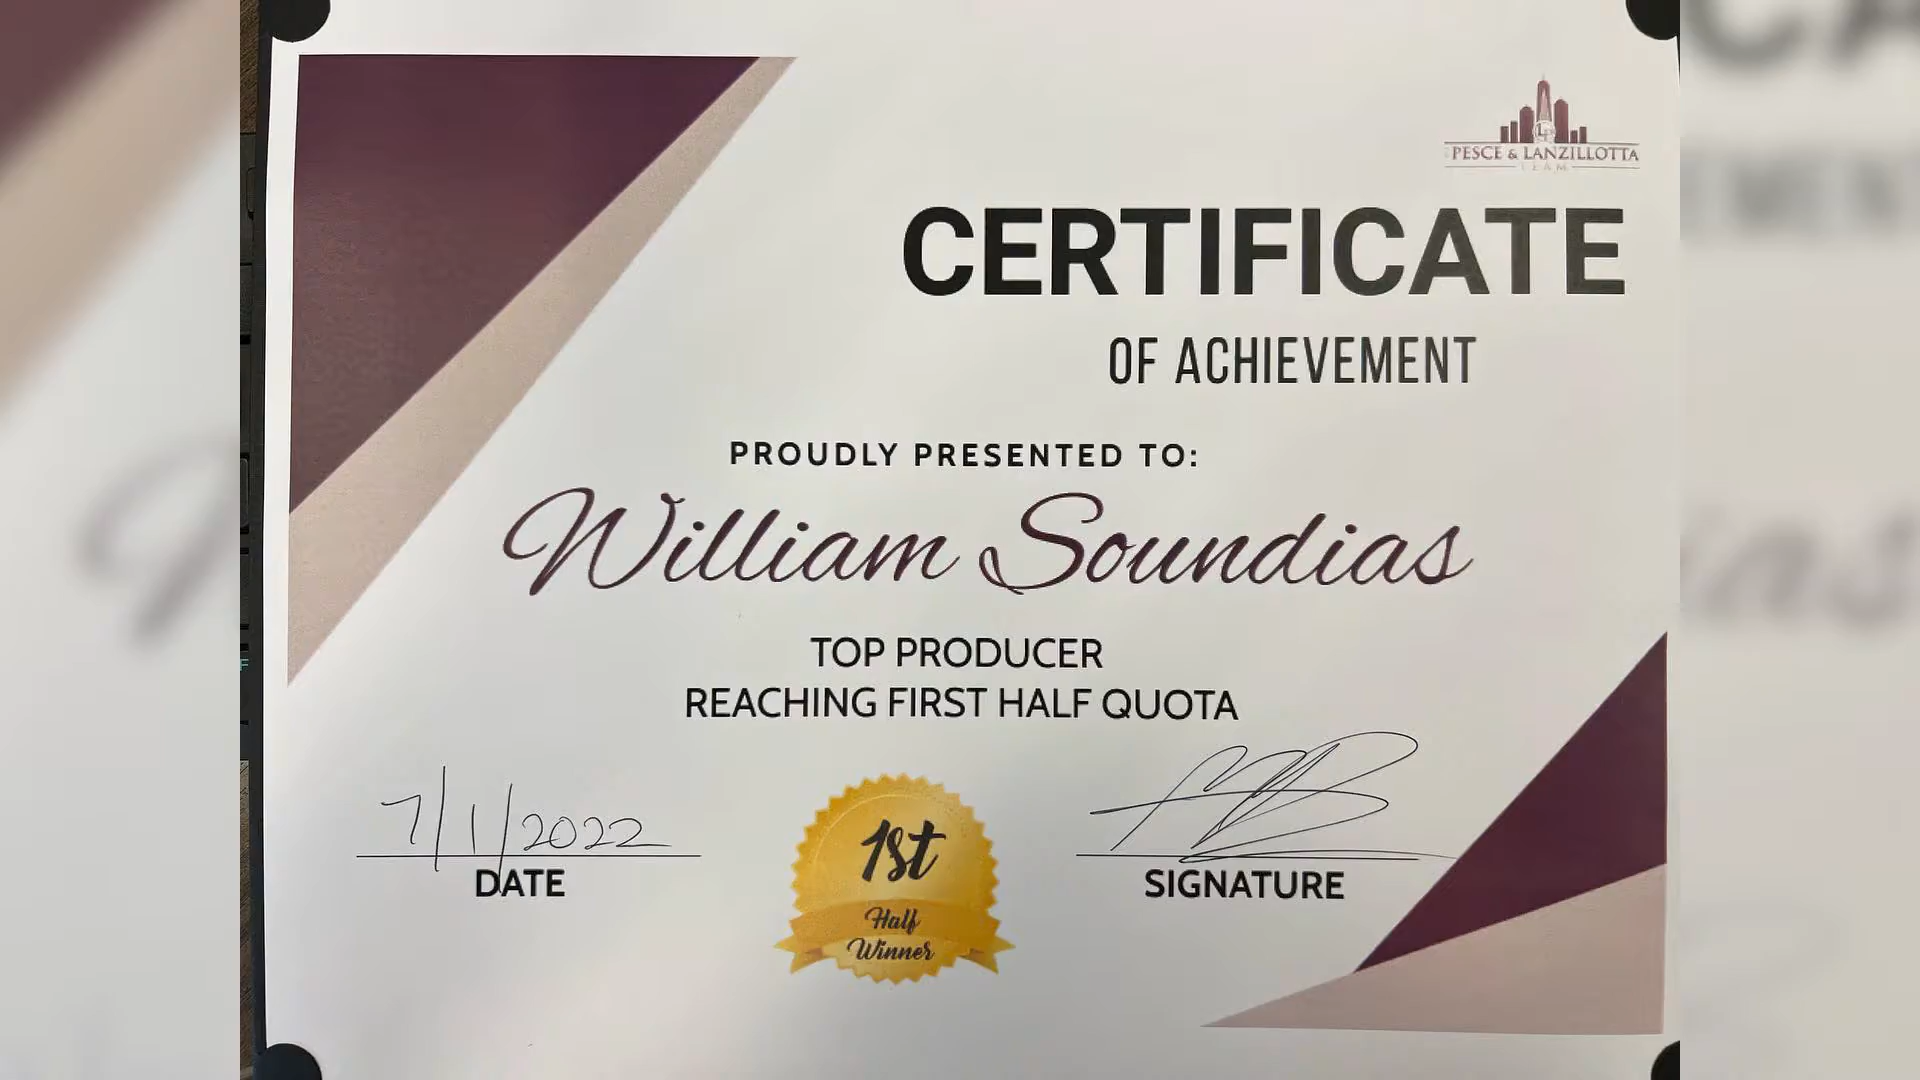 PESCE & LANZILLOTTA
TEAM
CERTIFICATE
OF ACHIEVEMENT
PROUDLY PRESENTED TO:
William Soundias
TOP PRODUCER
REACHING FIRST HALF QUOTA
7/1/2022
DATE
1st
Half
Winner
SIGNATURE